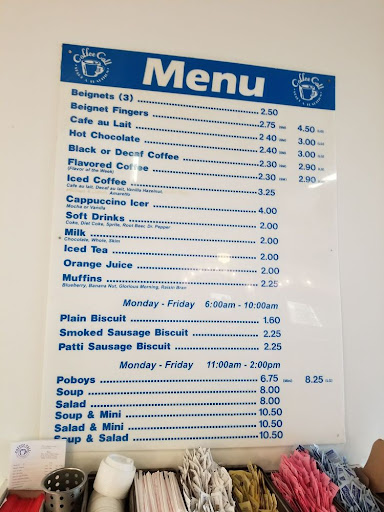 Coffee Call
Menu
Coffee Call
Beignets (3) 2.50
Beignet Fingers 2.75 4.50
Cafe au Lait 2.40 3.00
Hot Chocolate 2.40 3.00
Black or Decaf Coffee 2.30 2.90
Flavored Coffee 2.30 2.90
(Flavor of the Week)
Iced Coffee 3.25
Cafe au lait, Decaf au lait, Vanilla Hazelnut,
Amaretto
Cappuccino Icer 4.00
Mocha or Vanilla
Soft Drinks 2.00
Coke, Diet Coke, Sprite, Root Beer, Dr. Pepper
Milk 2.00
Chocolate, Whole, Skim
Iced Tea 2.00
Orange Juice 2.00
Muffins 2.25
Blueberry, Banana Nut, Glorious Morning, Raisin Bran
Monday - Friday 6:00am - 10:00am
Plain Biscuit 1.60
Smoked Sausage Biscuit 2.25
Patti Sausage Biscuit 2.25
Monday - Friday 11:00am - 2:00pm
Poboys 6.75 8.25
Soup 8.00
Salad 8.00
Soup & Mini 10.50
Salad & Mini 10.50
Soup & Salad 10.50